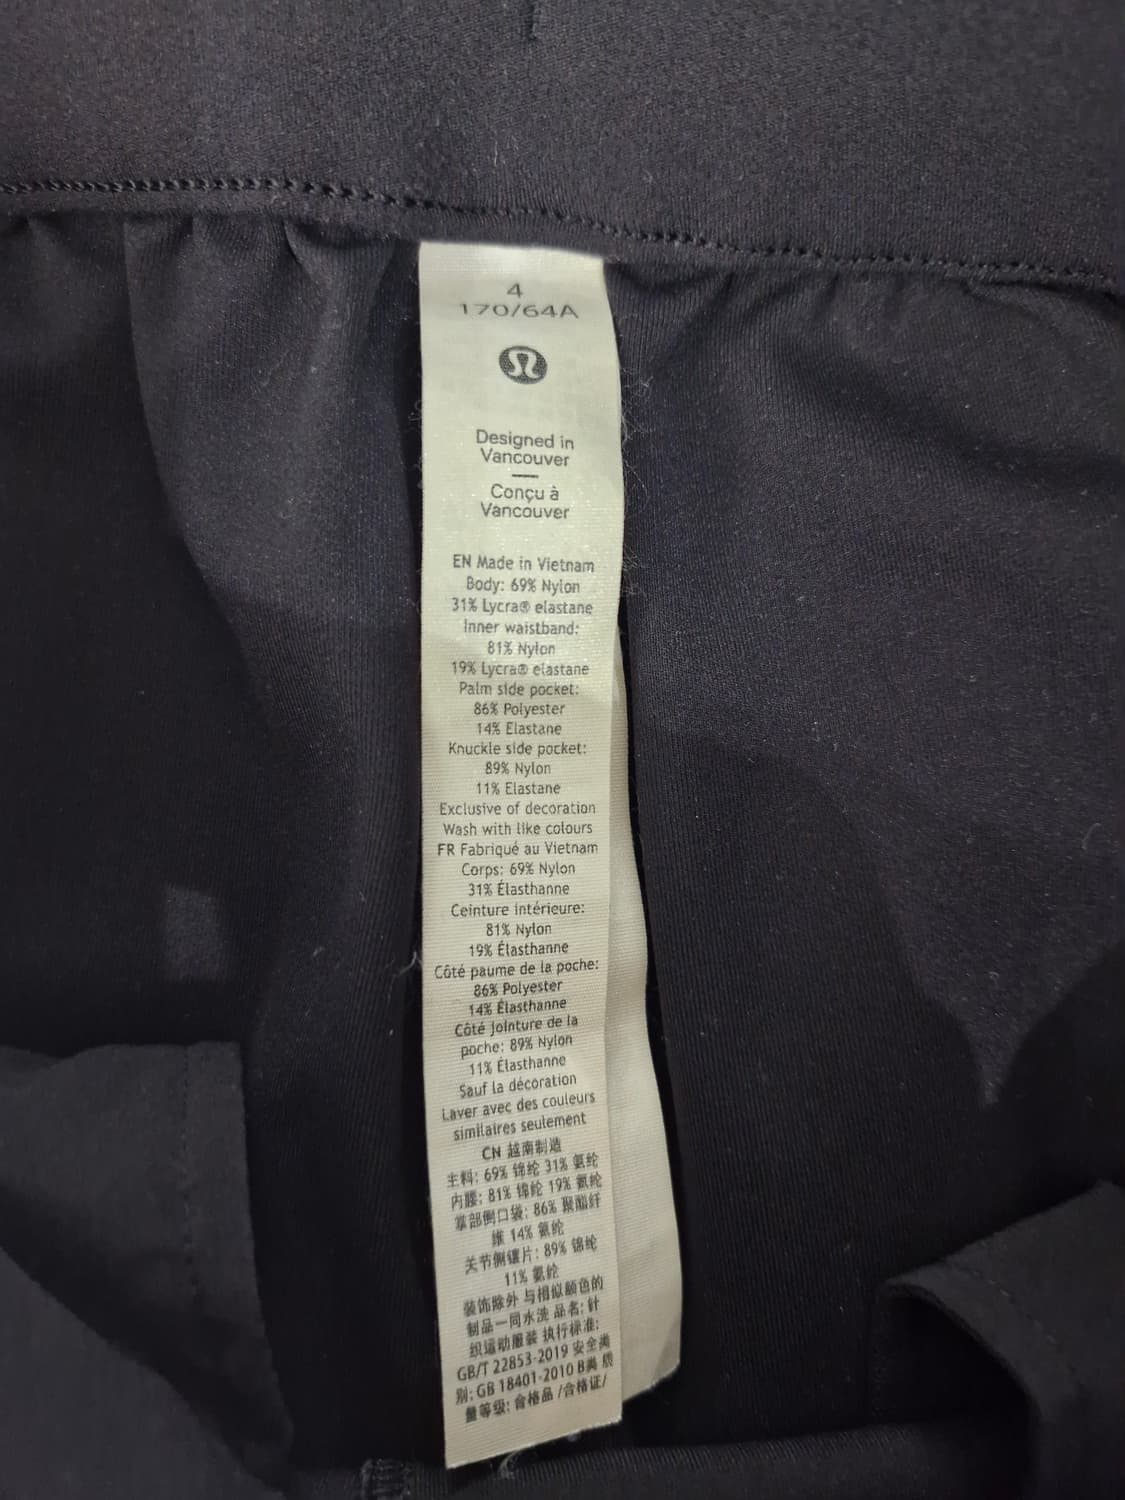 4
170/64A
Designed in
Vancouver
Conçu à
Vancouver
EN Made in Vietnam
Body: 69% Nylon
31% Lycra® elastane
Inner waistband:
81% Nylon
19% Lycra® elastane
Palm side pocket:
86% Polyester
14% Elastane
Knuckle side pocket:
89% Nylon
11% Elastane
Exclusive of decoration
Wash with like colours
FR Fabriqué au Vietnam
Corps: 69% Nylon
31% Élasthanne
Ceinture intérieure:
81% Nylon
19% Élasthanne
Côté paume de la poche:
86% Polyester
14% Élasthanne
Côté jointure de la
poche: 89% Nylon
11% Élasthanne
Sauf la décoration
Laver avec des couleurs
similaires seulement
CN 越南制造
主料: 69% 锦纶 31% 氨纶
内腰: 81% 锦纶 19% 氨纶
掌部侧口袋: 86% 聚酯纤
维 14% 氨纶
关节侧镶片: 89% 锦纶
11% 氨纶
装饰除外 与相似颜色的
制品一同水洗 品名: 针
织运动服装 执行标准:
GB/T 22853-2019 安全类
别: GB 18401-2010 B类 质
量等级: 合格品 /合格证/